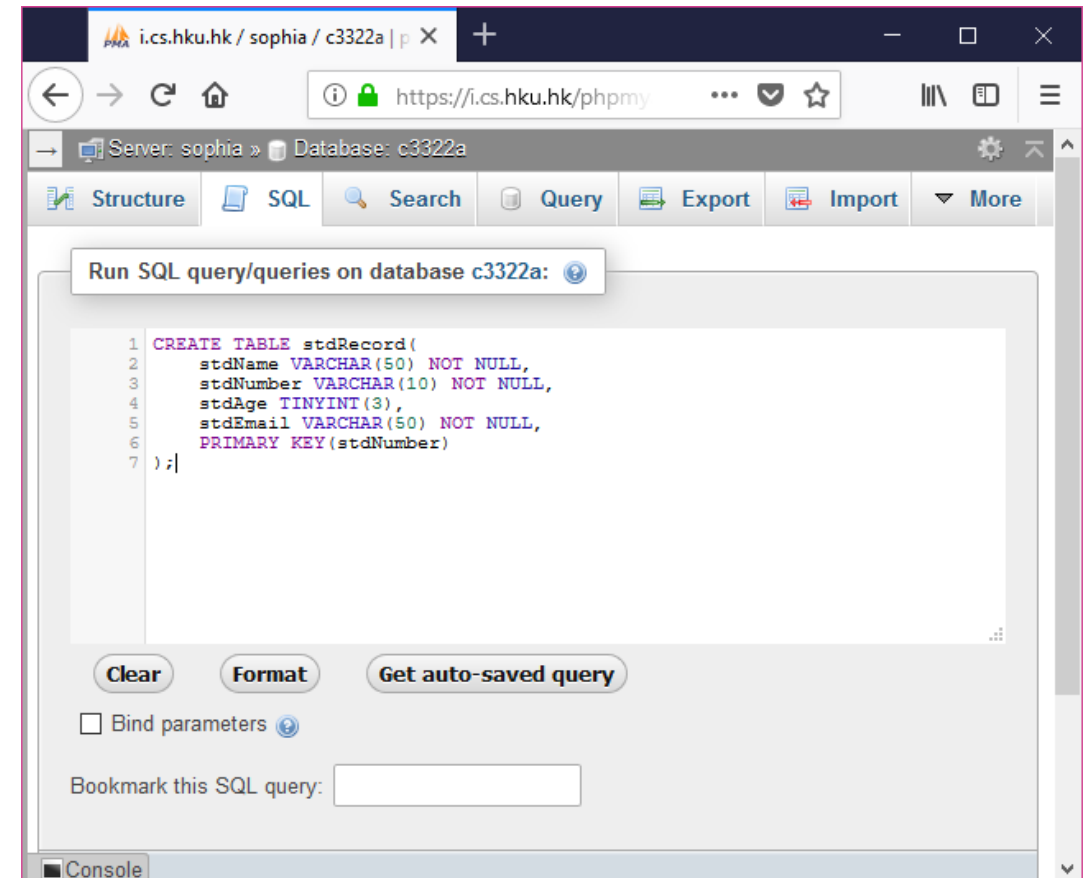 i.cs.hku.hk / sophia / c3322a | p
https://i.cs.hku.hk/phpmy
Server: sophia » Database: c3322a
Structure SQL Search Query Export Import More
Run SQL query/queries on database c3322a:
1 CREATE TABLE stdRecord(
2 stdName VARCHAR(50) NOT NULL,
3 stdNumber VARCHAR(10) NOT NULL,
4 stdAge TINYINT(3),
5 stdEmail VARCHAR(50) NOT NULL,
6 PRIMARY KEY(stdNumber)
7 );
Clear Format Get auto-saved query
Bind parameters
Bookmark this SQL query:
Console